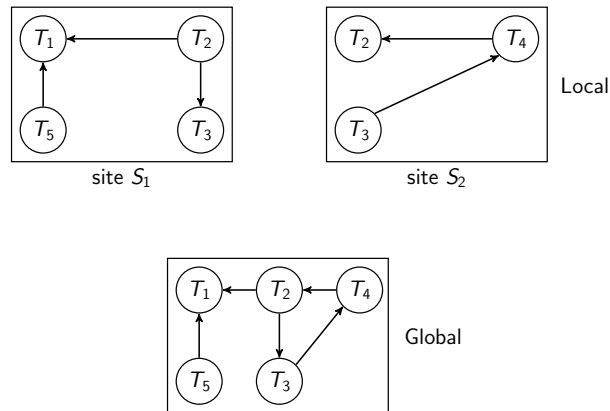 T₁ T₂
T₅ T₃
site S₁
T₂ T₄
T₃
site S₂
Local
T₁ T₂ T₄
T₅ T₃
Global